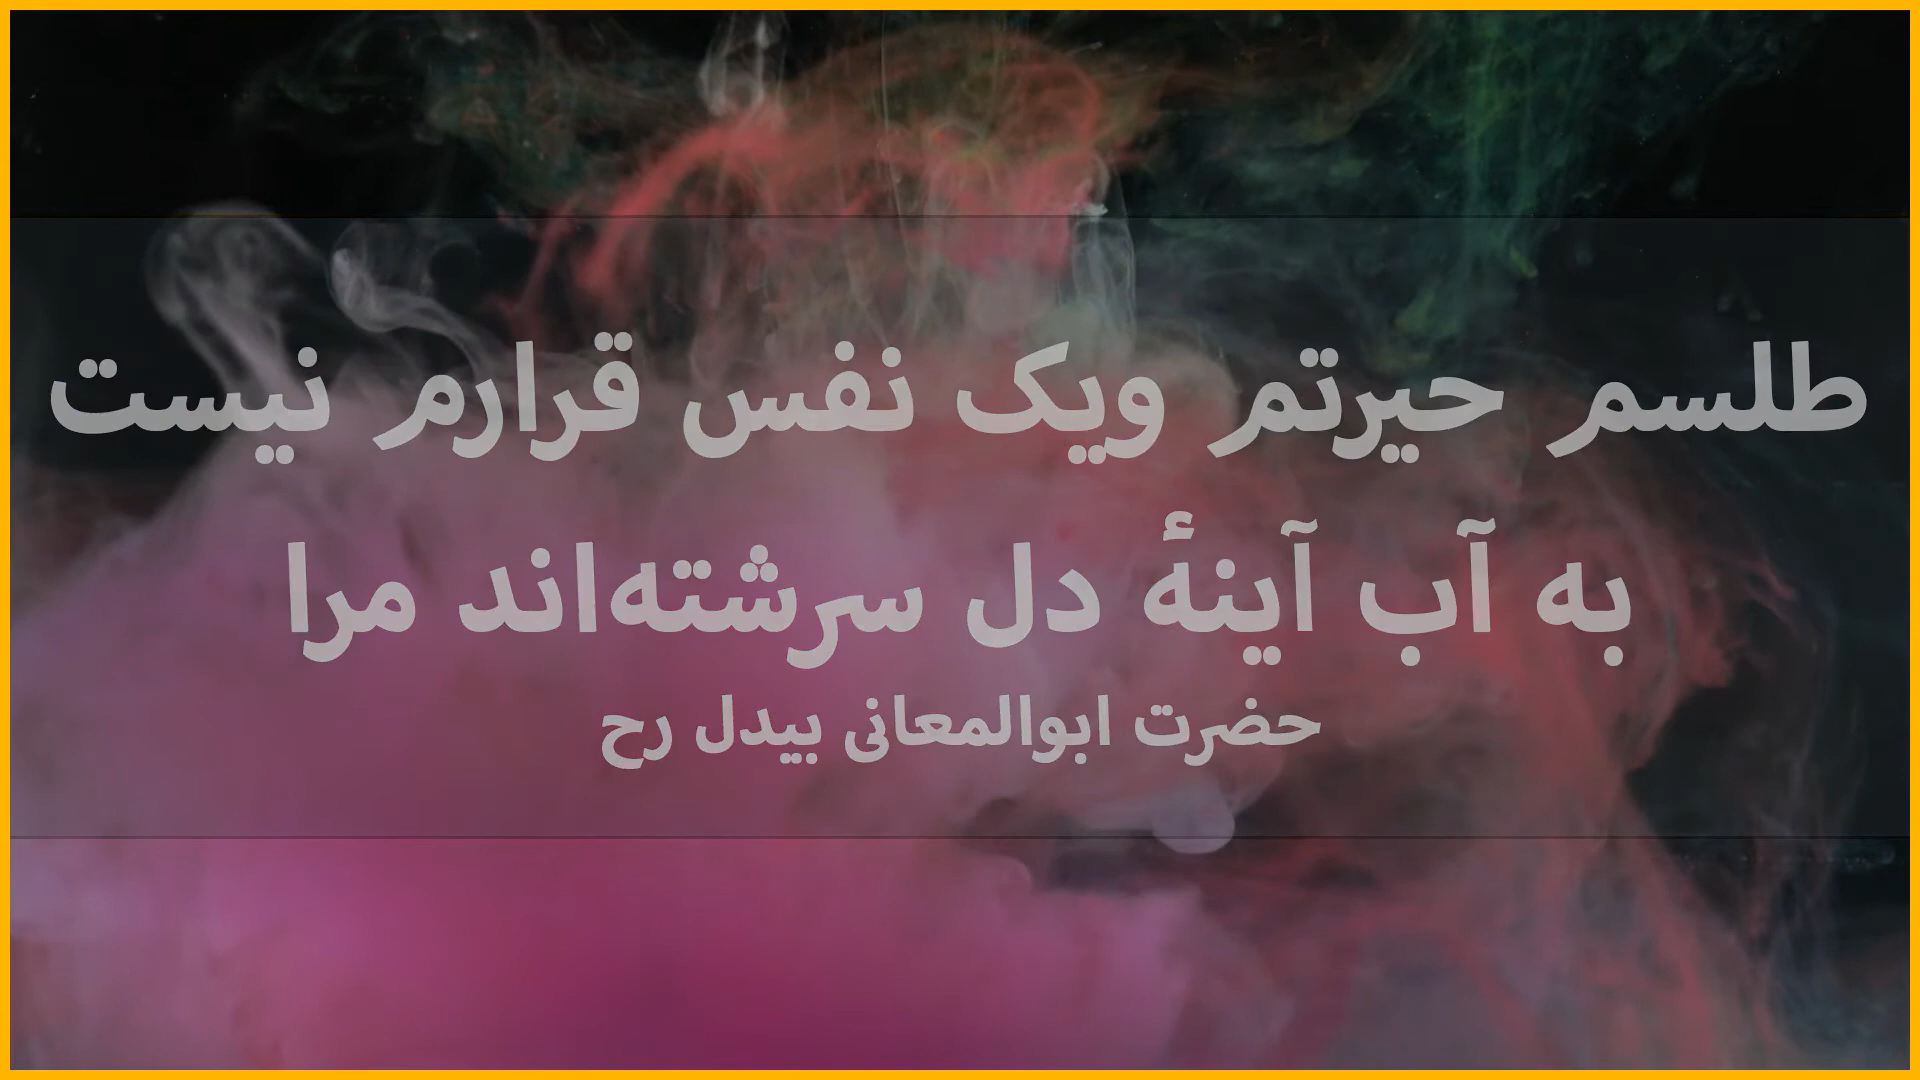 طلسم حیرتم ویک نفس قرارم نیست
به آب آینهٔ دل سرشته‌اند مرا
حضرت ابوالمعانی بیدل رح